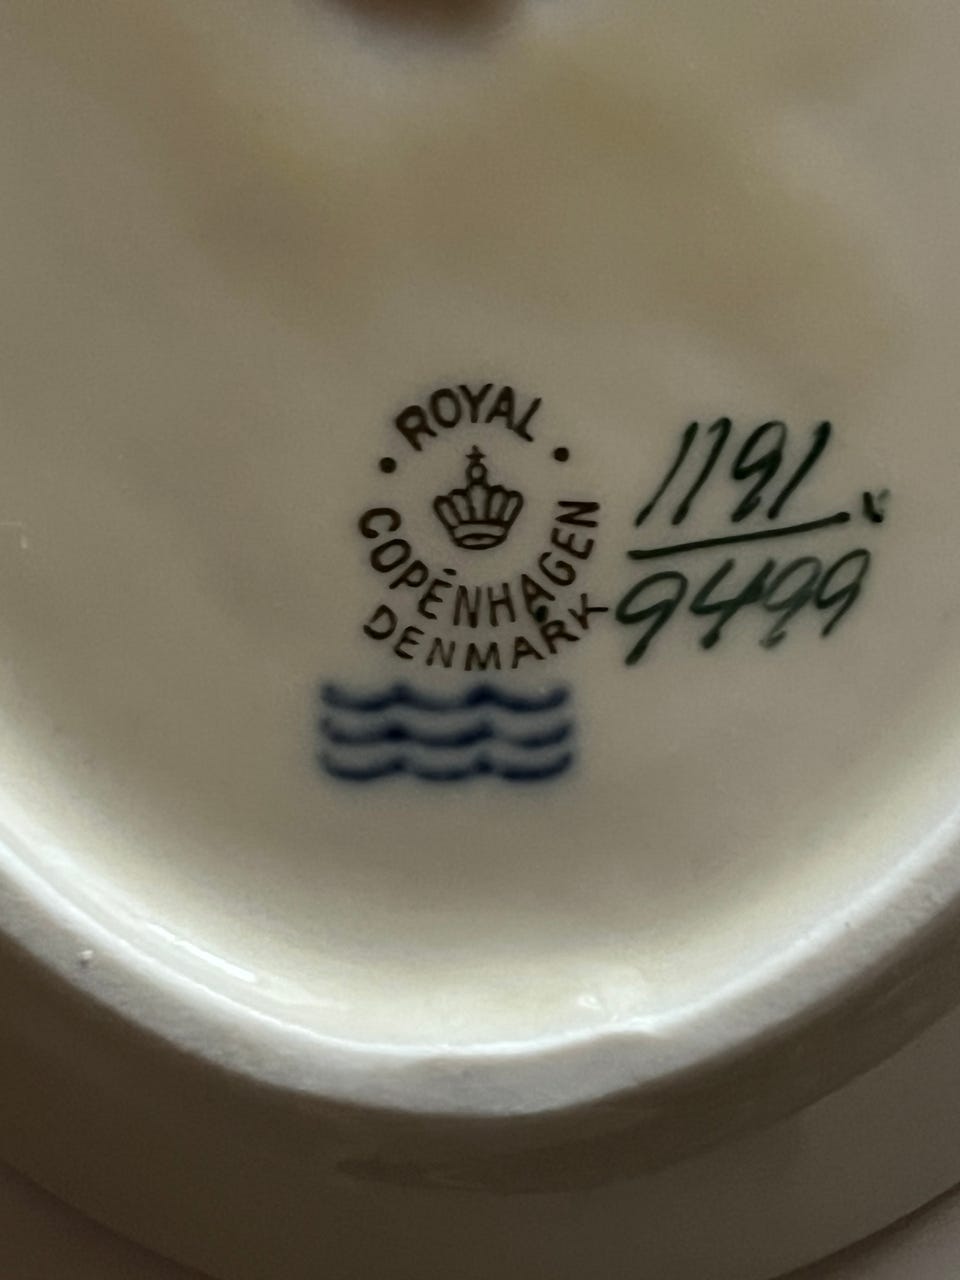 ROYAL
COPENHAGEN
DENMARK
1191
9499